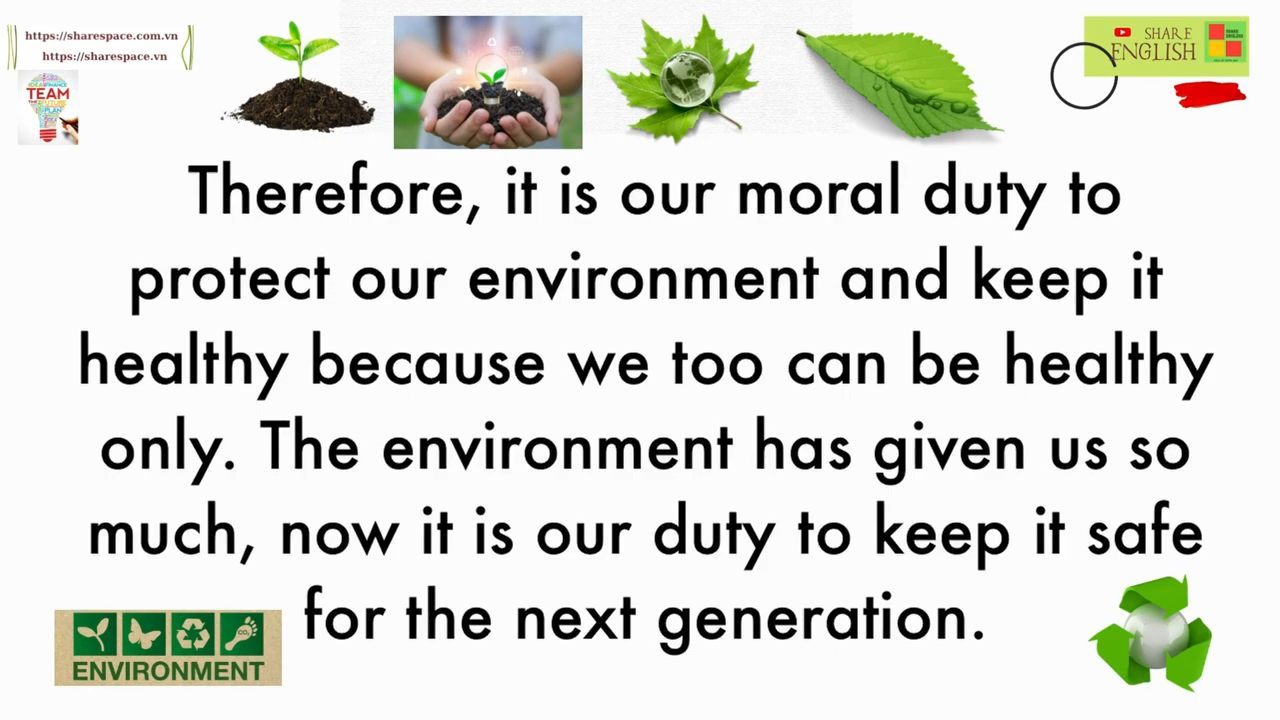 https://sharespace.com.vn
https://sharespace.vn
TEAM
PLAN
SHARE
ENGLISH
Therefore, it is our moral duty to
protect our environment and keep it
healthy because we too can be healthy
only. The environment has given us so
much, now it is our duty to keep it safe
for the next generation.
CO₂
ENVIRONMENT